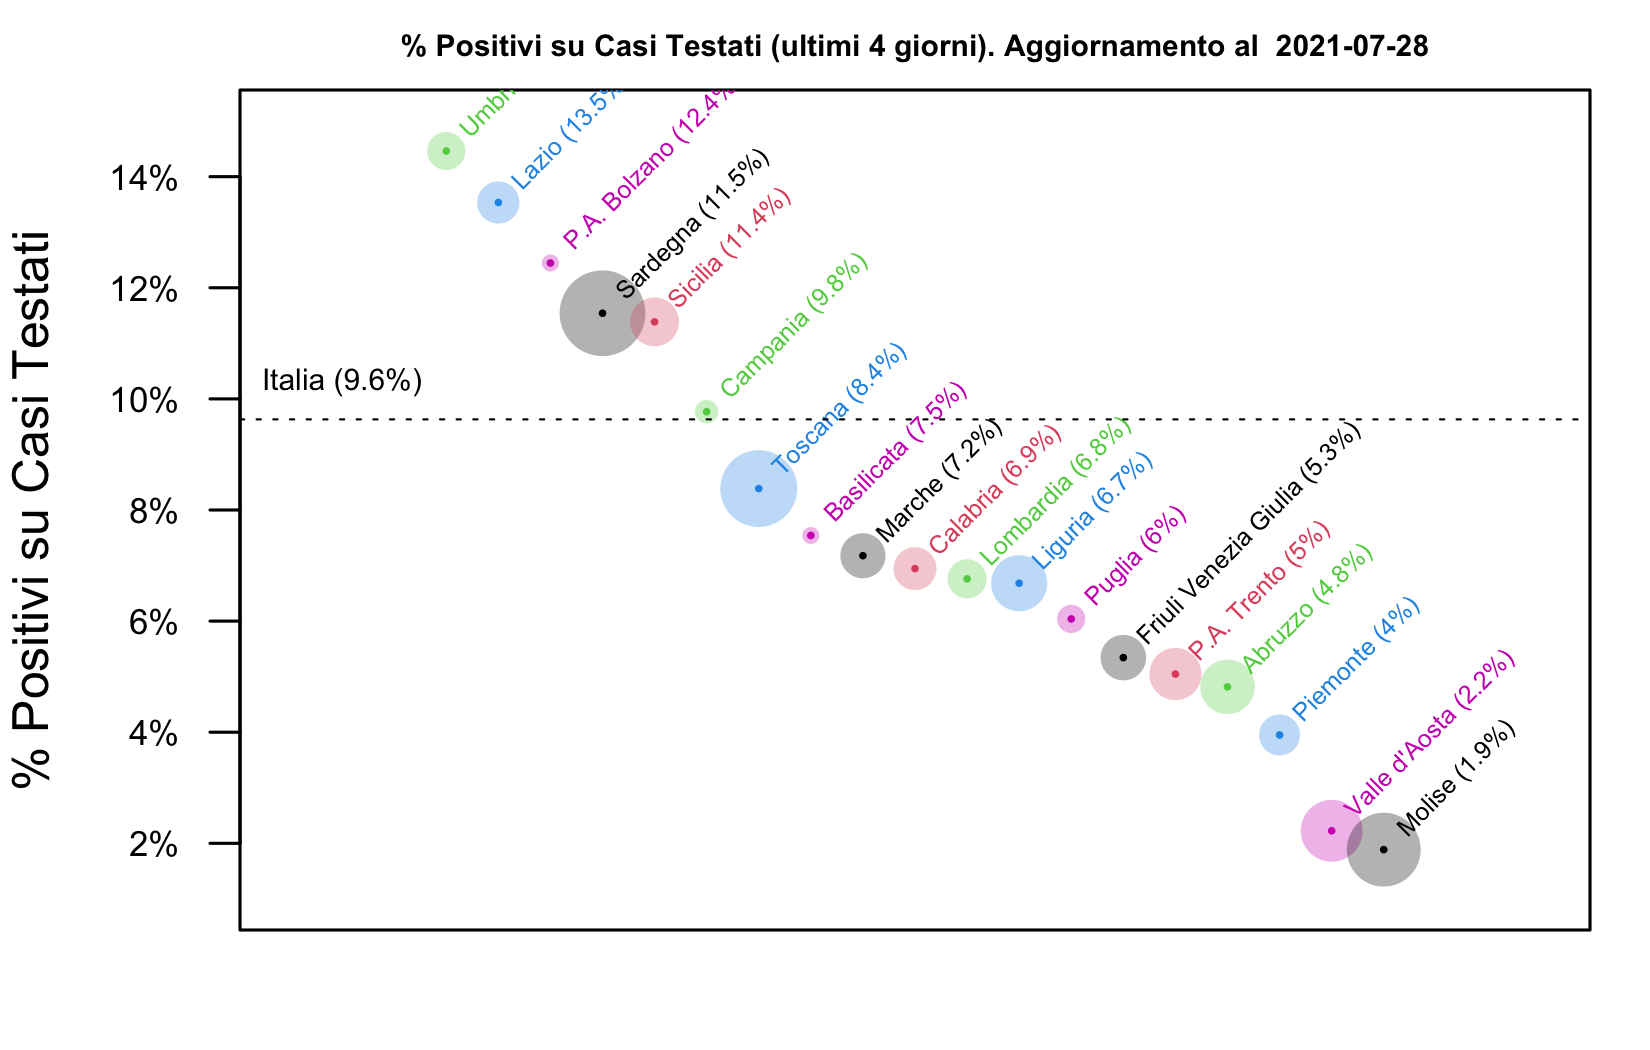 % Positivi su Casi Testati (ultimi 4 giorni). Aggiornamento al  2021-07-28
% Positivi su Casi Testati
14%
12%
10%
8%
6%
4%
2%
Italia (9.6%)
Lazio (13.5%
P.A. Bolzano (12.4%
Sardegna (11.5%)
Sicilia (11.4%)
Campania (9.8%)
Toscana (8.4%)
Basilicata (7.5%)
Marche (7.2%)
Calabria (6.9%)
Lombardia (6.8%)
Liguria (6.7%)
Puglia (6%)
Friuli Venezia Giulia (5.3%)
P.A. Trento (5%)
Abruzzo (4.8%)
Piemonte (4%)
Valle d'Aosta (2.2%)
Molise (1.9%)